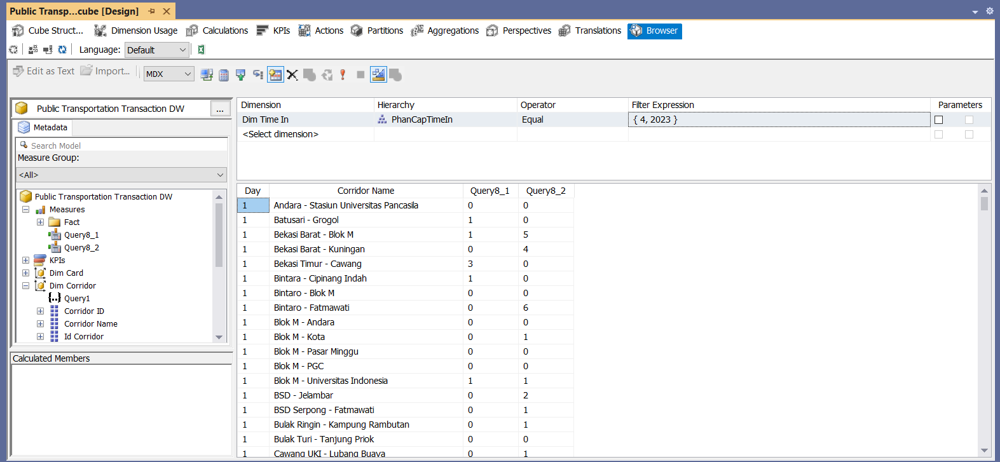 Public Transp...cube [Design]
Cube Struct... Dimension Usage Calculations KPIs Actions Partitions Aggregations Perspectives Translations Browser
Language: Default
Edit as Text Import... MDX
Public Transportation Transaction DW ...
Metadata
Search Model
Measure Group:
<All>
Public Transportation Transaction DW
Measures
Fact
Query8_1
Query8_2
KPIs
Dim Card
Dim Corridor
Query1
Corridor ID
Corridor Name
Id Corridor
Calculated Members
Dimension Hierarchy Operator Filter Expression Parameters
Dim Time In PhanCapTimeIn Equal { 4, 2023 }
<Select dimension>
Day Corridor Name Query8_1 Query8_2
1 Andara - Stasiun Universitas Pancasila 0 0
1 Batusari - Grogol 1 0
1 Bekasi Barat - Blok M 1 5
1 Bekasi Barat - Kuningan 0 4
1 Bekasi Timur - Cawang 3 0
1 Bintara - Cipinang Indah 1 0
1 Bintaro - Blok M 0 0
1 Bintaro - Fatmawati 0 6
1 Blok M - Andara 0 0
1 Blok M - Kota 0 1
1 Blok M - Pasar Minggu 0 0
1 Blok M - PGC 0 0
1 Blok M - Universitas Indonesia 1 1
1 BSD - Jelambar 0 2
1 BSD Serpong - Fatmawati 0 1
1 Bulak Ringin - Kampung Rambutan 0 1
1 Bulak Turi - Tanjung Priok 0 0
1 Cawang UKI - Lubang Buaya 0 1